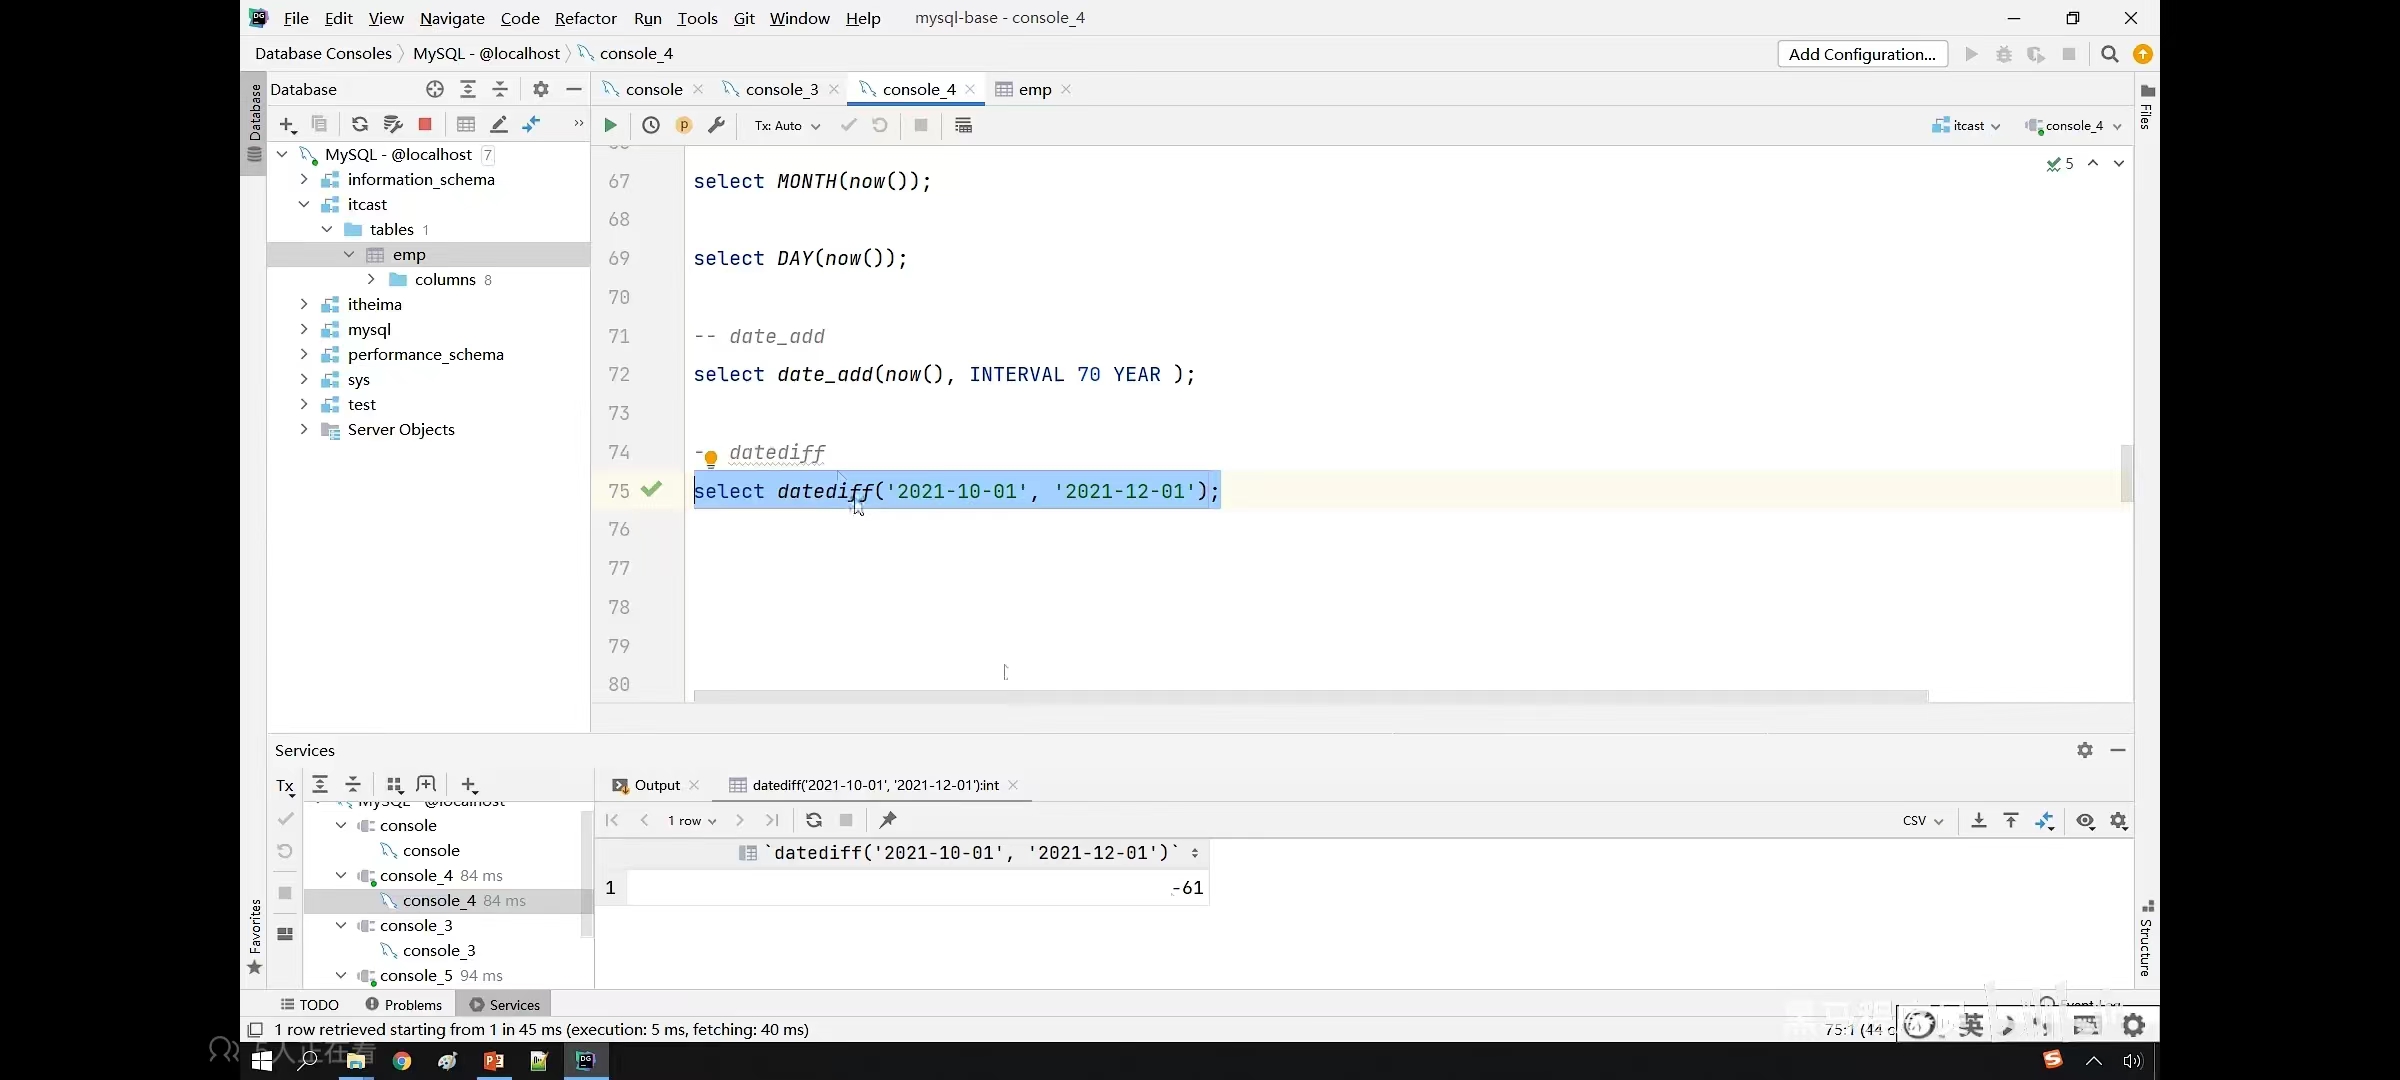 File Edit View Navigate Code Refactor Run Tools Git Window Help mysql-base - console_4
Database Consoles MySQL - @localhost console_4
Add Configuration...
Database
console
console_3
console_4
emp
Tx: Auto
itcast
console_4
Database
Files
MySQL - @localhost 7
information_schema
itcast
tables 1
emp
columns 8
itheima
mysql
performance_schema
sys
test
Server Objects
5
67 select MONTH(now());
68
69 select DAY(now());
70
71 -- date_add
72 select date_add(now(), INTERVAL 70 YEAR );
73
74 - datediff
75 select datediff('2021-10-01', '2021-12-01');
76
77
78
79
80
Services
Tx
MySQL - @localhost
console
console
console_4 84 ms
console_4 84 ms
console_3
console_3
console_5 94 ms
Output
datediff('2021-10-01', '2021-12-01'):int
1 row
CSV
`datediff('2021-10-01', '2021-12-01')`
1 -61
Favorites
Structure
TODO Problems Services
Event Log
1 row retrieved starting from 1 in 45 ms (execution: 5 ms, fetching: 40 ms)
75:1 (44 c
英
人正在看